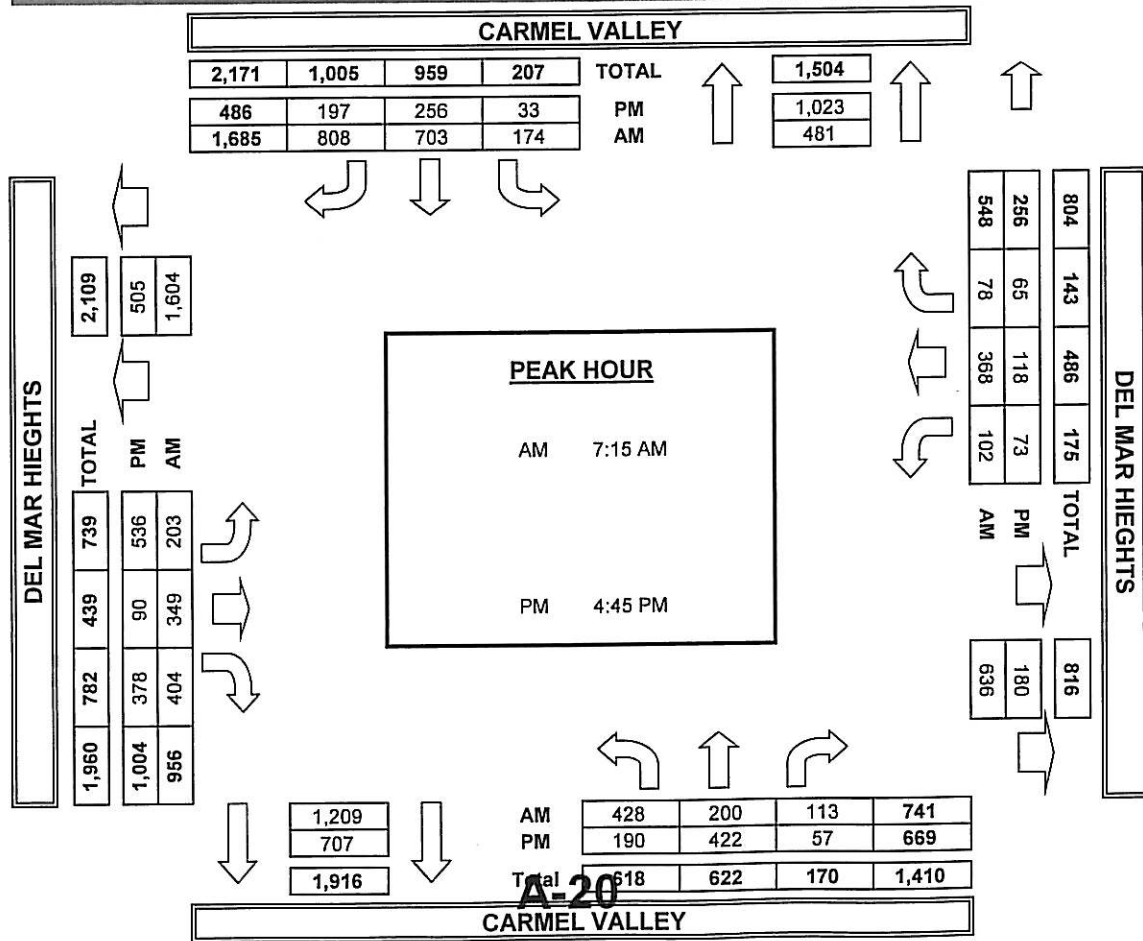 CARMEL VALLEY
2,171 1,005 959 207 TOTAL 1,504
486 197 256 33 PM 1,023
1,685 808 703 174 AM 481
DEL MAR HIEGHTS
2,109 505 1,604
TOTAL PM AM
739 536 203
439 90 349
782 378 404
1,960 1,004 956
PEAK HOUR
AM 7:15 AM
PM 4:45 PM
804 143 486 175 TOTAL
256 65 118 73 PM
548 78 368 102 AM
816
180
636
DEL MAR HIEGHTS
1,209 AM 428 200 113 741
707 PM 190 422 57 669
1,916 Total 618 622 170 1,410
A-20
CARMEL VALLEY